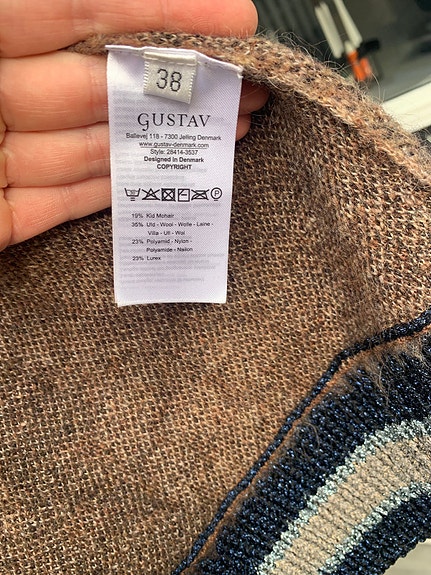 38
GUSTAV
Ballevej 118 - 7300 Jelling Denmark
www.gustav-denmark.com
Style: 28414-3537
Designed in Denmark
COPYRIGHT
19% Kid Mohair
35% Uld - Wool - Wolle - Laine -
Villa - Ull - Wol
23% Polyamid - Nylon -
Polyamide - Nailon
23% Lurex